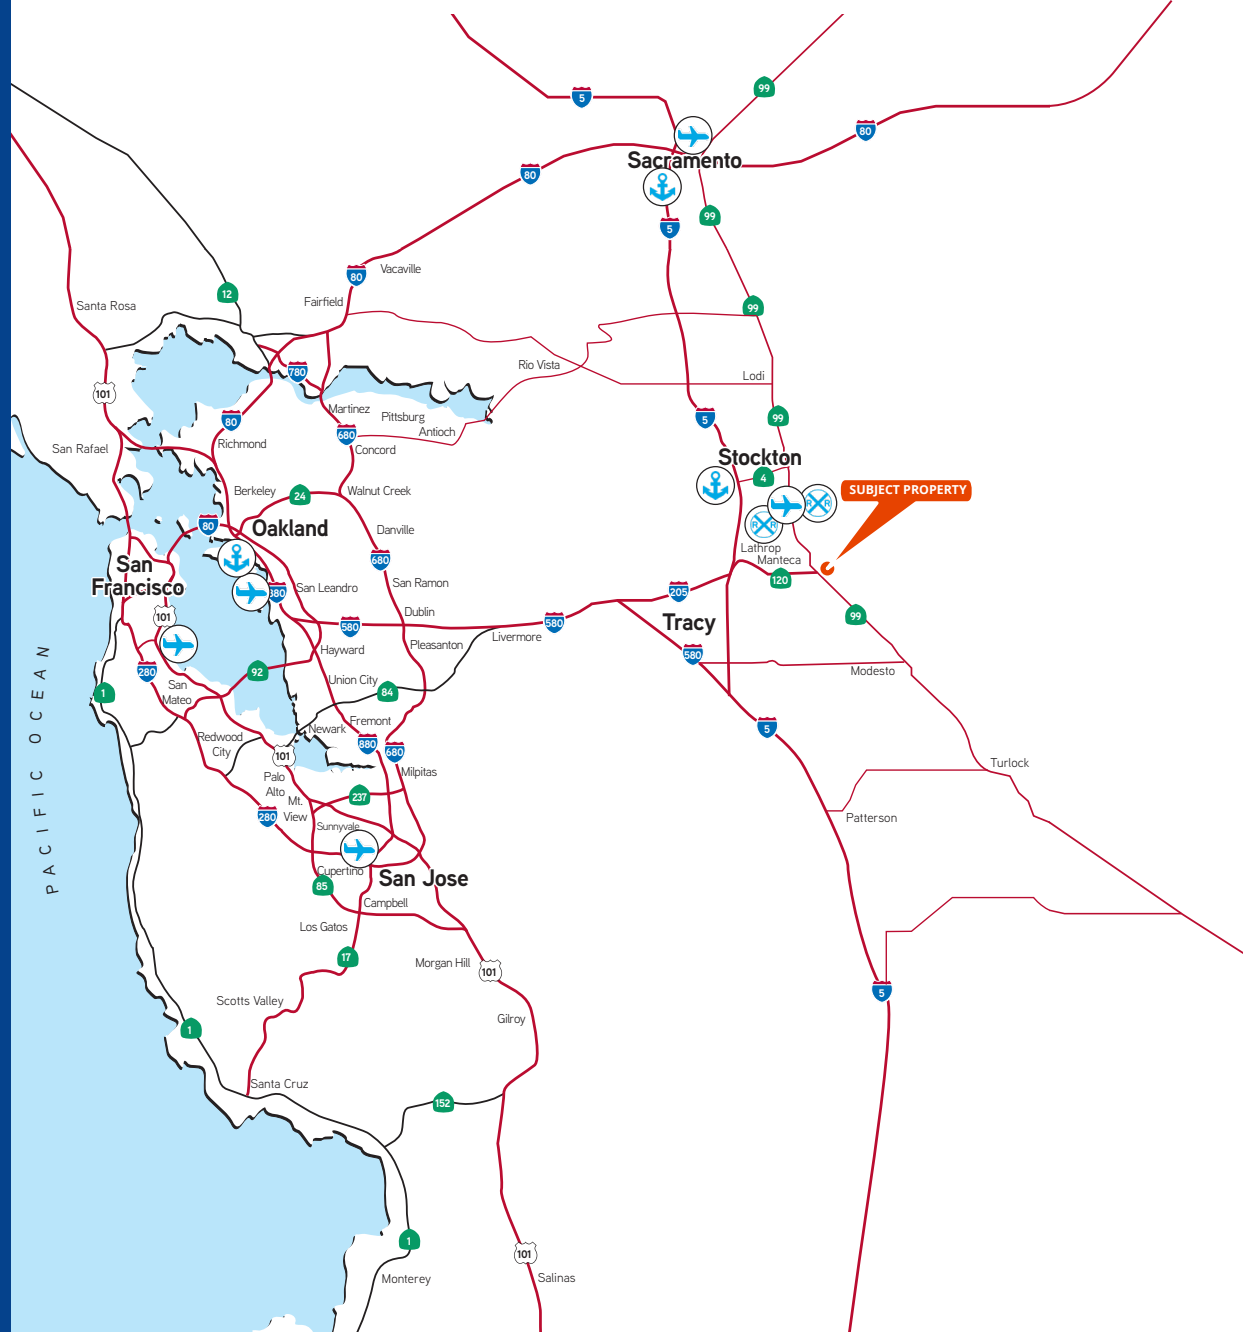 5
99
80
Sacramento
80
99
5
Vacaville
80
12
Fairfield
Santa Rosa
99
Rio Vista
780
Lodi
101
Martinez
Pittsburg
80
5
99
Antioch
680
Richmond
San Rafael
Concord
Stockton
4
Berkeley
24
Walnut Creek
SUBJECT PROPERTY
R R
80
Oakland
Danville
R R
Lathrop
Manteca
680
San
Francisco
120
San Leandro
San Ramon
880
205
101
Dublin
99
580
580
Tracy
Livermore
Pleasanton
Hayward
580
280
92
Modesto
San
Mateo
Union City
84
1
Fremont
Newark
5
Redwood
City
880
680
101
Turlock
Milpitas
Palo
Alto
237
Mt.
View
280
Patterson
Sunnyvale
Cupertino
San Jose
85
Campbell
Los Gatos
17
Morgan Hill
101
5
Scotts Valley
Gilroy
1
Santa Cruz
152
1
Monterey
101
Salinas
PACIFIC OCEAN